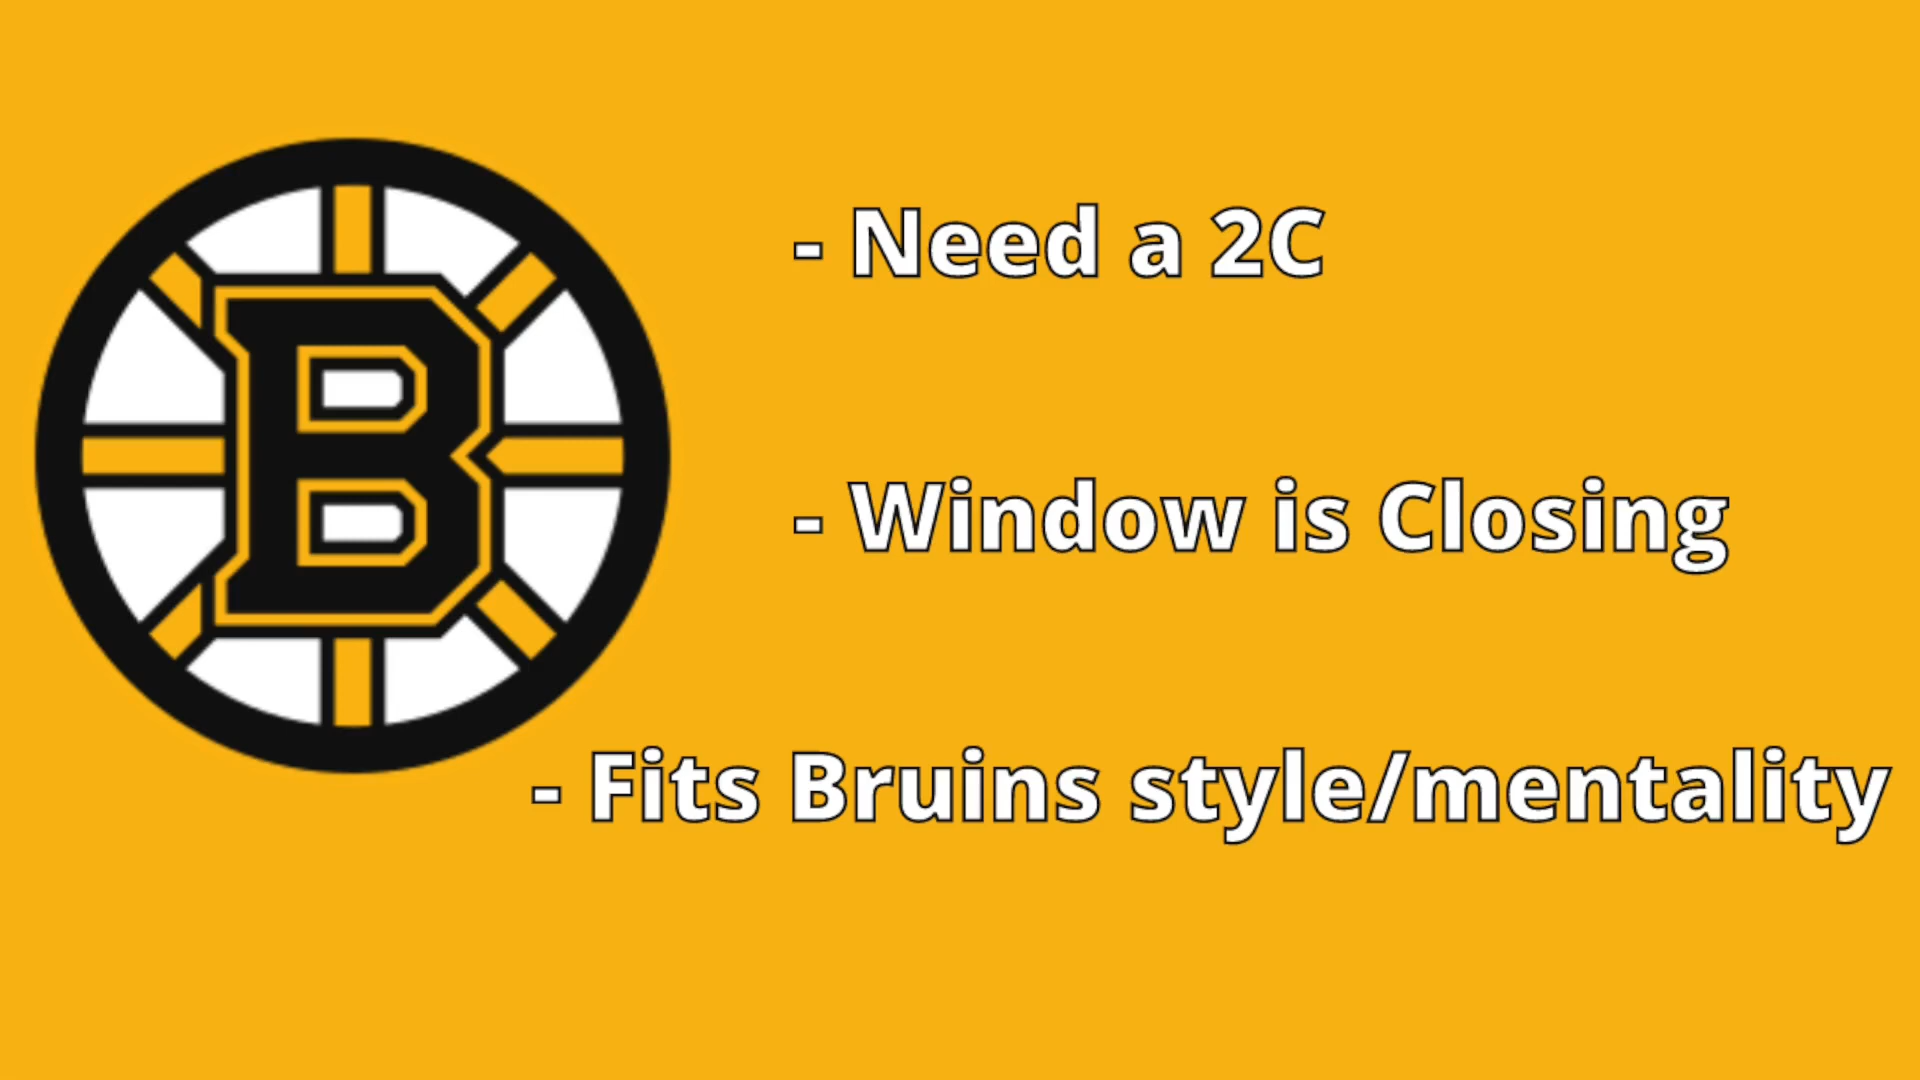 B
- Need a 2C
- Window is Closing
- Fits Bruins style/mentality